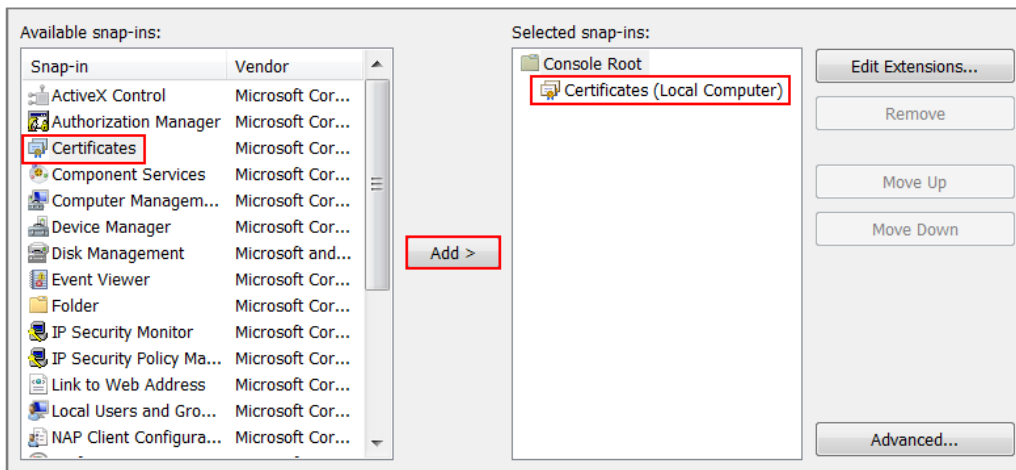 Available snap-ins:
Selected snap-ins:
Snap-in Vendor
ActiveX Control Microsoft Cor...
Authorization Manager Microsoft Cor...
Certificates Microsoft Cor...
Component Services Microsoft Cor...
Computer Managem... Microsoft Cor...
Device Manager Microsoft Cor...
Disk Management Microsoft and...
Event Viewer Microsoft Cor...
Folder Microsoft Cor...
IP Security Monitor Microsoft Cor...
IP Security Policy Ma... Microsoft Cor...
Link to Web Address Microsoft Cor...
Local Users and Gro... Microsoft Cor...
NAP Client Configura... Microsoft Cor...
Add >
Console Root
Certificates (Local Computer)
Edit Extensions...
Remove
Move Up
Move Down
Advanced...